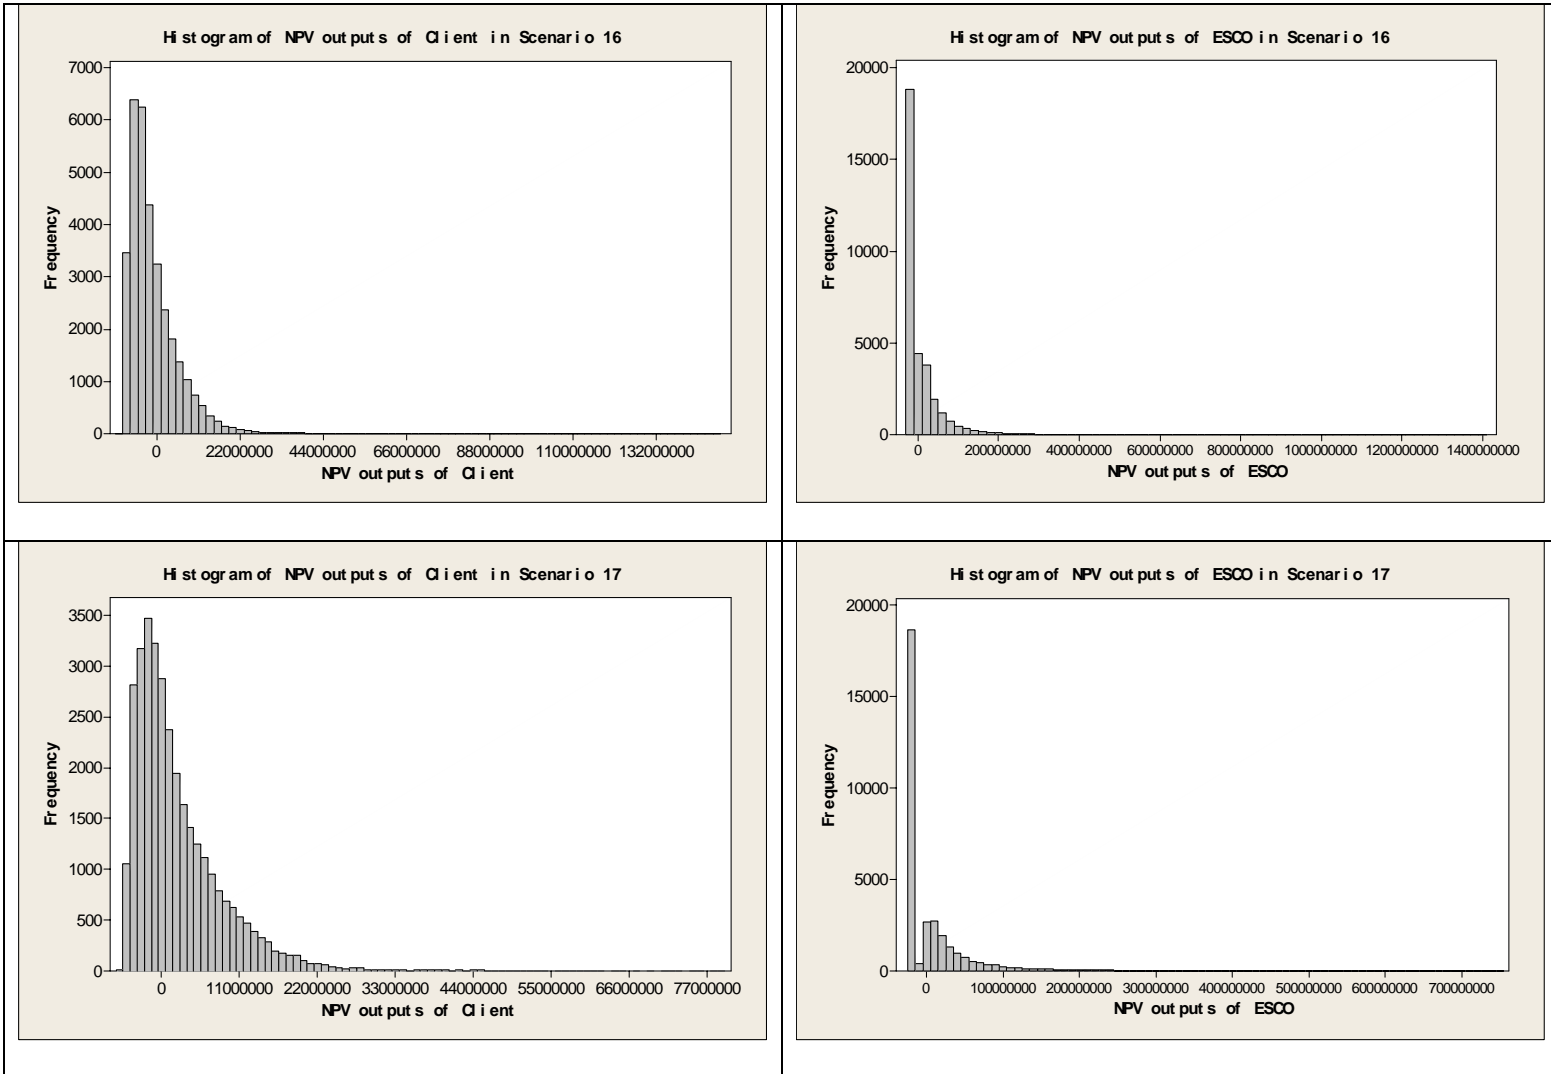 Histogram of NPV outputs of Client in Scenario 16
7000
6000
5000
4000
3000
2000
1000
0
Frequency
0 22000000 44000000 66000000 88000000 110000000 132000000
NPV outputs of Client
Histogram of NPV outputs of ESCO in Scenario 16
20000
15000
10000
5000
0
Frequency
0 200000000 400000000 600000000 800000000 1000000000 1200000000 1400000000
NPV outputs of ESCO
Histogram of NPV outputs of Client in Scenario 17
3500
3000
2500
2000
1500
1000
500
0
Frequency
0 11000000 22000000 33000000 44000000 55000000 66000000 77000000
NPV outputs of Client
Histogram of NPV outputs of ESCO in Scenario 17
20000
15000
10000
5000
0
Frequency
0 100000000 200000000 300000000 400000000 500000000 600000000 700000000
NPV outputs of ESCO